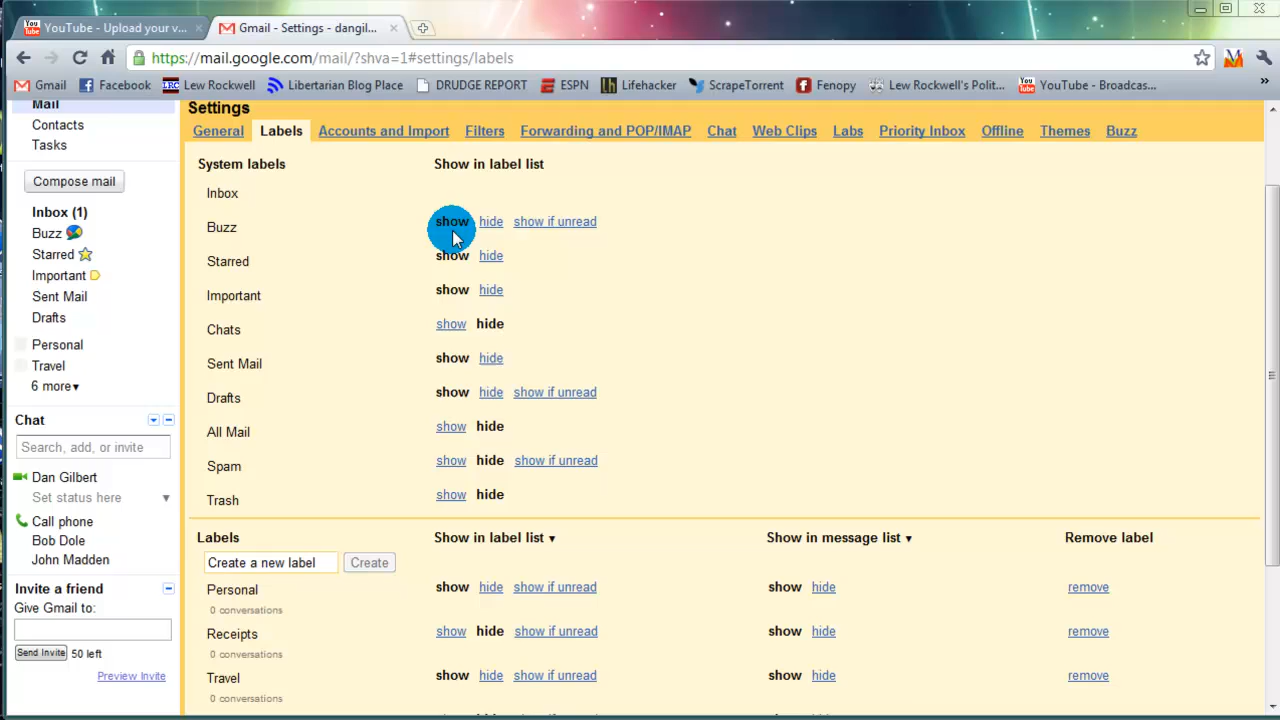 YouTube - Upload your v...
Gmail - Settings - dangil...
https://mail.google.com/mail/?shva=1#settings/labels
Gmail Facebook LRC Lew Rockwell Libertarian Blog Place DRUDGE REPORT ESPN lh Lifehacker ScrapeTorrent Fenopy Lew Rockwell's Polit... YouTube - Broadcas... »
Mail
Contacts
Tasks
Compose mail
Inbox (1)
Buzz
Starred
Important
Sent Mail
Drafts
Personal
Travel
6 more▾
Chat
Search, add, or invite
Dan Gilbert
Set status here
Call phone
Bob Dole
John Madden
Invite a friend
Give Gmail to:
Send Invite 50 left
Preview Invite
Settings
General Labels Accounts and Import Filters Forwarding and POP/IMAP Chat Web Clips Labs Priority Inbox Offline Themes Buzz
System labels Show in label list
Inbox
Buzz show hide show if unread
Starred show hide
Important show hide
Chats show hide
Sent Mail show hide
Drafts show hide show if unread
All Mail show hide
Spam show hide show if unread
Trash show hide
Labels Show in label list ▾ Show in message list ▾ Remove label
Create a new label Create
Personal show hide show if unread show hide remove
0 conversations
Receipts show hide show if unread show hide remove
0 conversations
Travel show hide show if unread show hide remove
0 conversations